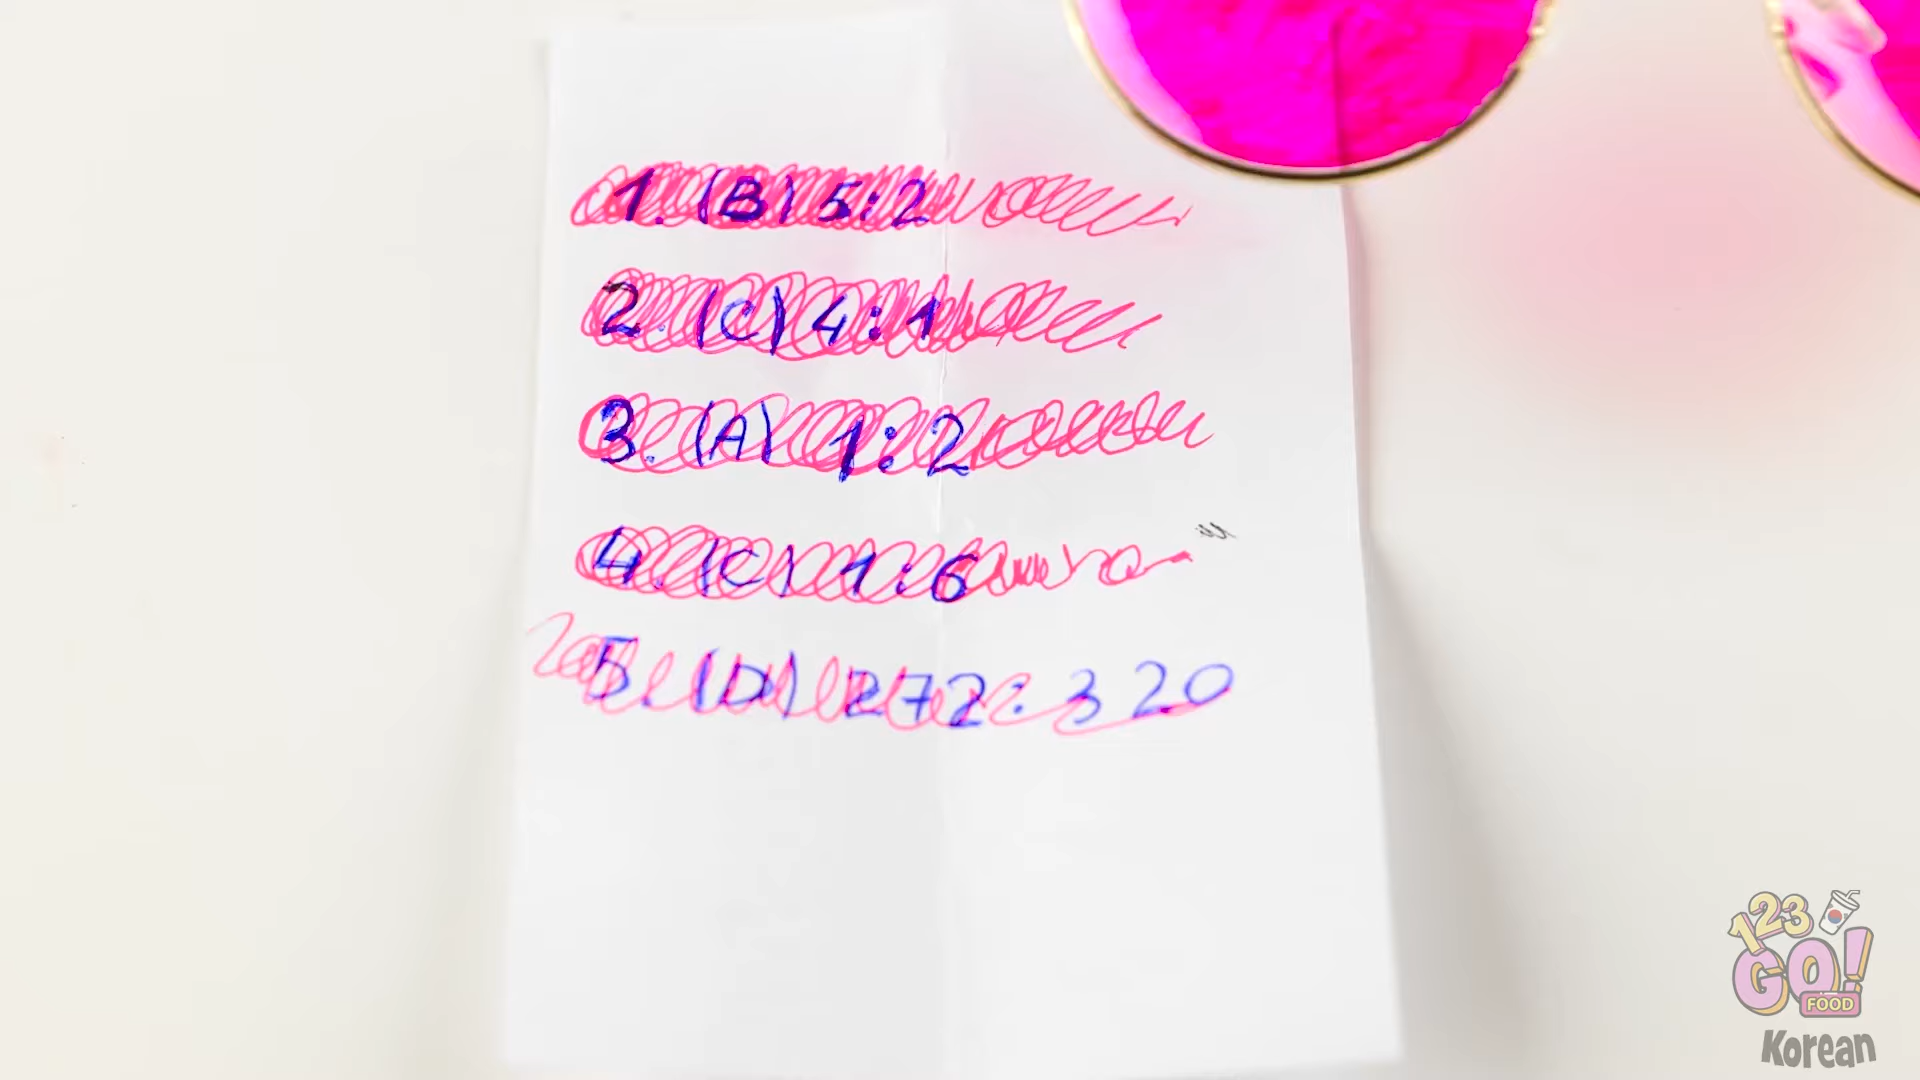 1. (B) 5:2
2. (C) 4:1
3. (A) 1:2
4. (C) 1:6
5. (D) 272:320
123
GO!
FOOD
Korean